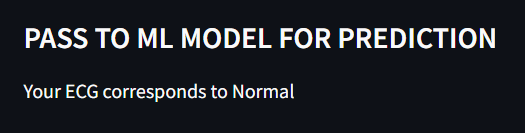 PASS TO ML MODEL FOR PREDICTION
Your ECG corresponds to Normal